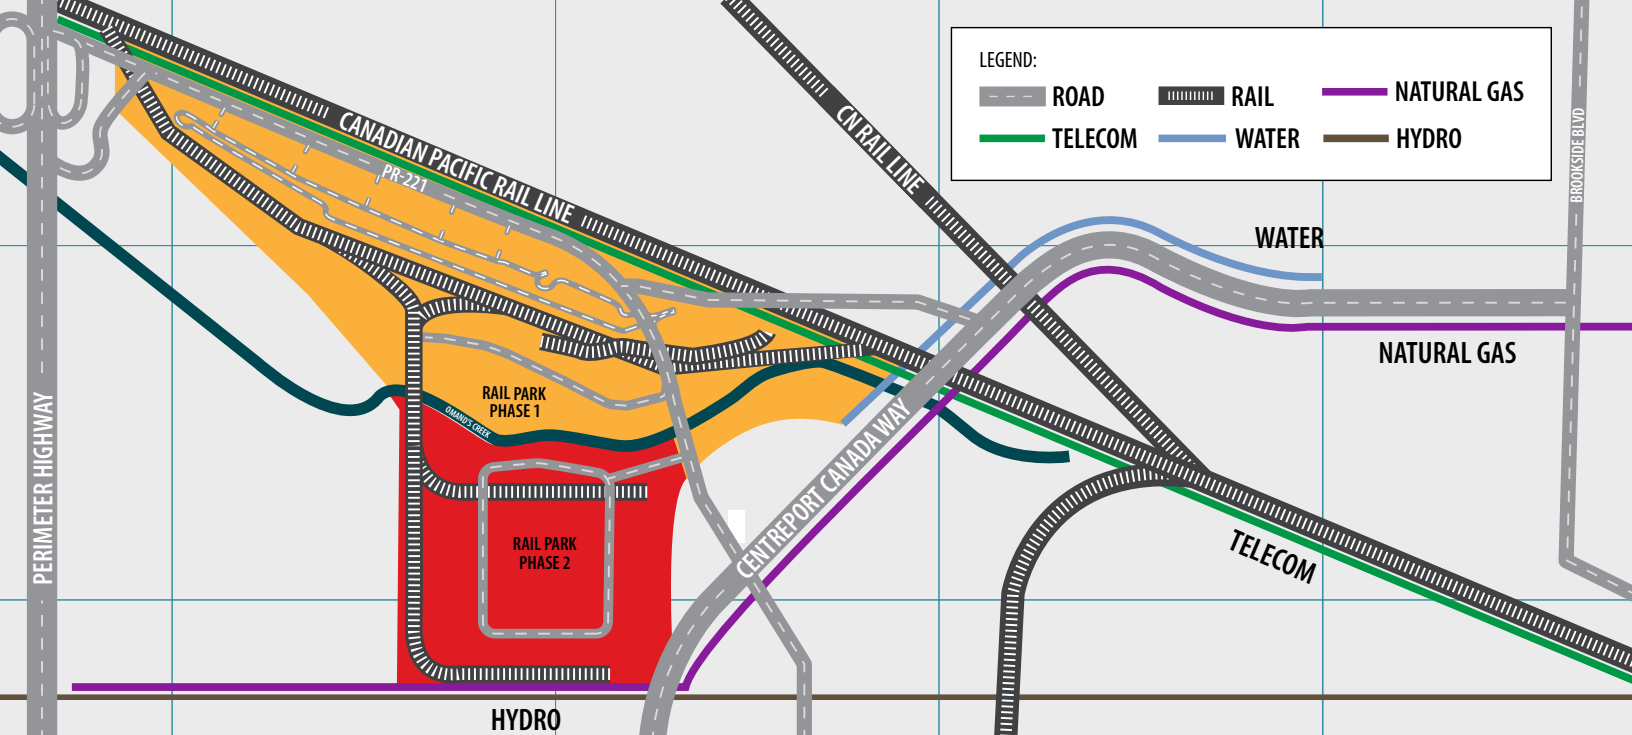 LEGEND:
ROAD
RAIL
NATURAL GAS
TELECOM
WATER
HYDRO
CANADIAN PACIFIC RAIL LINE
PR-221
CN RAIL LINE
BROOKSIDE BLVD
WATER
NATURAL GAS
PERIMETER HIGHWAY
RAIL PARK
PHASE 1
OMAND'S CREEK
CENTREPORT CANADA WAY
RAIL PARK
PHASE 2
TELECOM
HYDRO